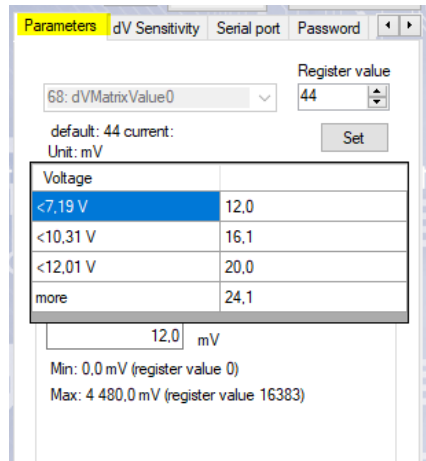 Parameters dV Sensitivity Serial port Password
Register value
68: dVMatrixValue0 44
default: 44 current:
Unit: mV
Set
Voltage
<7,19 V 12,0
<10,31 V 16,1
<12,01 V 20,0
more 24,1
12,0 mV
Min: 0,0 mV (register value 0)
Max: 4 480,0 mV (register value 16383)